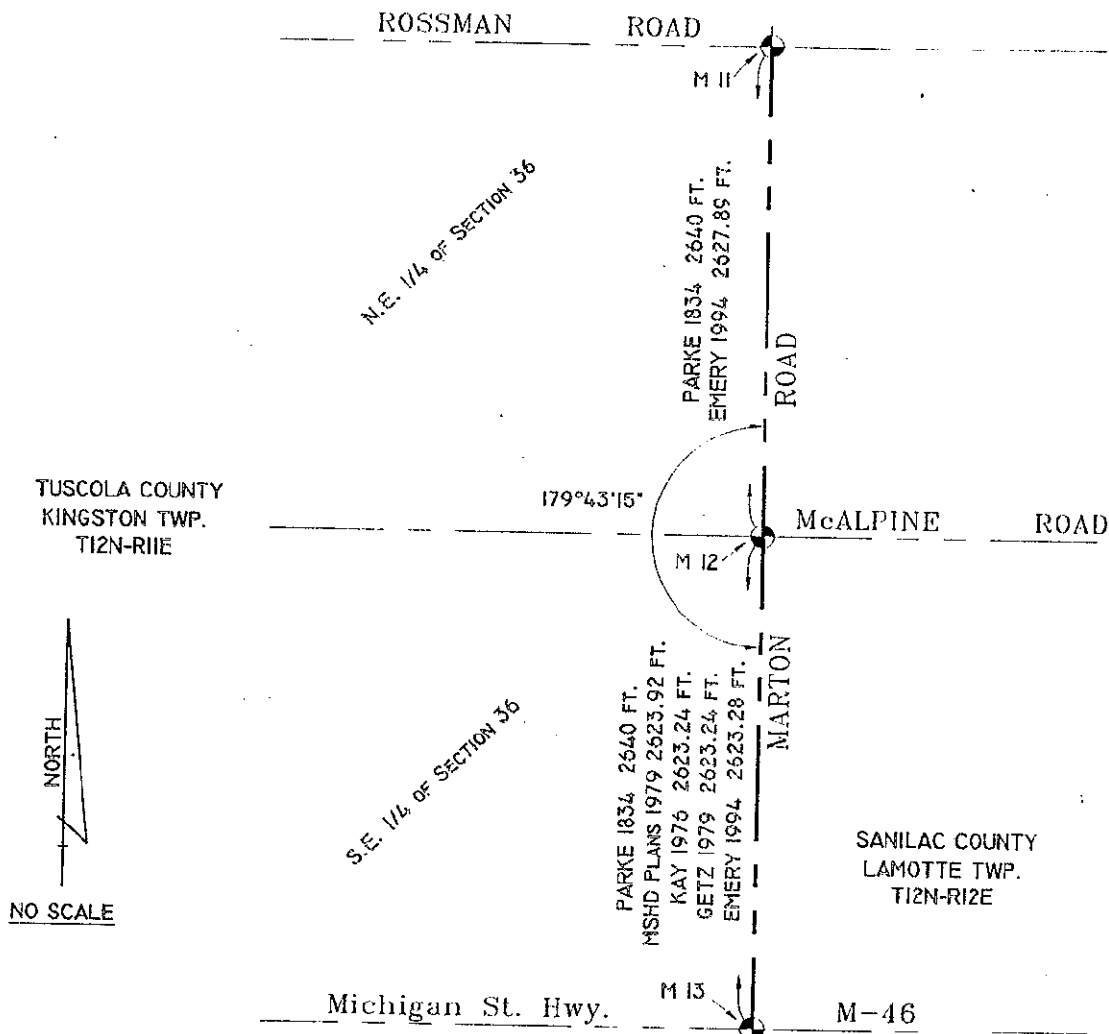 ROSSMAN ROAD
M 11
N.E. 1/4 OF SECTION 36
PARKE 1834 2640 FT.
EMERY 1994 2627.89 FT.
ROAD
TUSCOLA COUNTY
KINGSTON TWP.
T12N-R11E
179°43'15"
McALPINE ROAD
M 12
NORTH
NO SCALE
S.E. 1/4 OF SECTION 36
MARTON
PARKE 1834 2640 FT.
MSHD PLANS 1979 2623.92 FT.
KAY 1976 2623.24 FT.
GETZ 1979 2623.24 FT.
EMERY 1994 2623.28 FT.
SANILAC COUNTY
LAMOTTE TWP.
T12N-R12E
M 13
Michigan St. Hwy. M-46